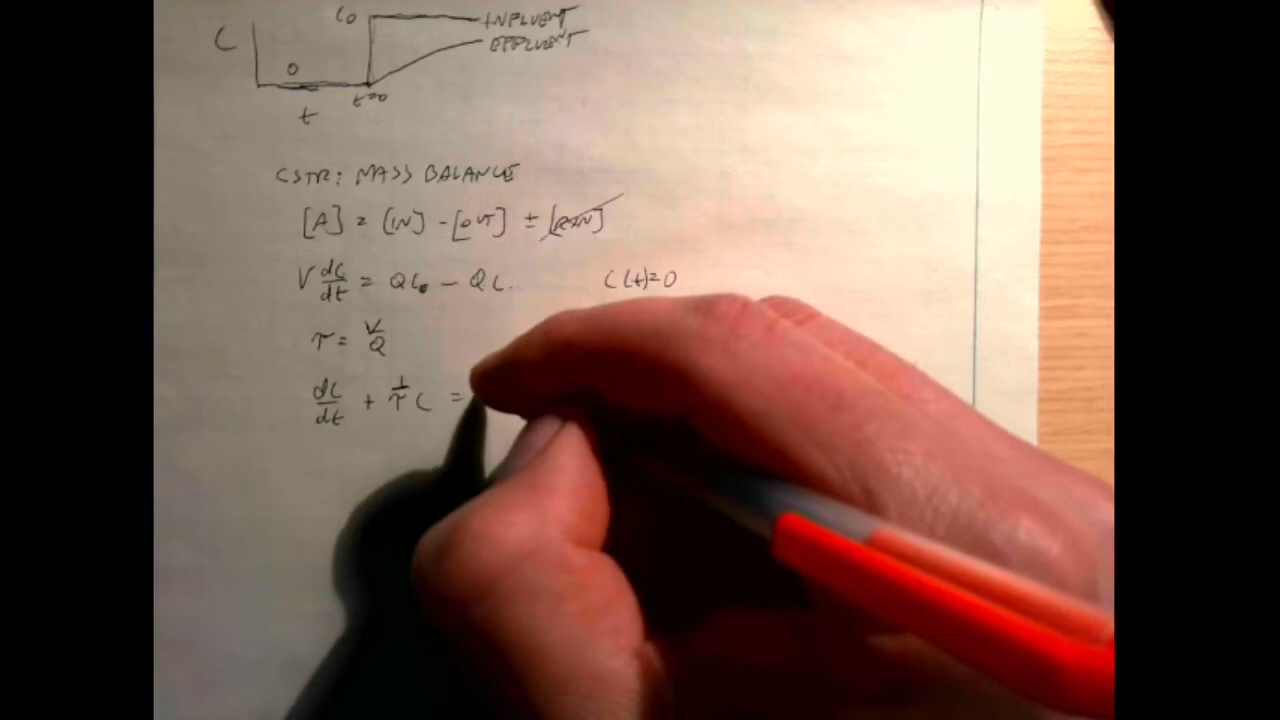 C0 INFLUENT
C EFFLUENT
0
t=0
t
CSTR: MASS BALANCE
[A] = [IN] - [OUT] ± [RXN]
V dC/dt = QC0 - QC. C(t)=0
τ = V/Q
dC/dt + 1/τ C =